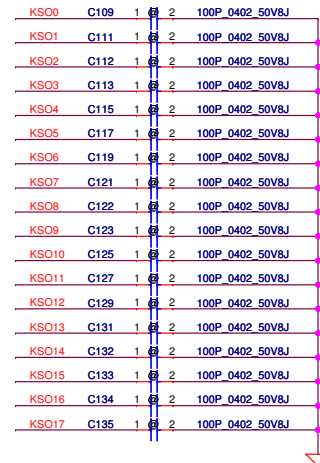 KSO0 C109 1 @ 2 100P_0402_50V8J
KSO1 C111 1 @ 2 100P_0402_50V8J
KSO2 C112 1 @ 2 100P_0402_50V8J
KSO3 C113 1 @ 2 100P_0402_50V8J
KSO4 C115 1 @ 2 100P_0402_50V8J
KSO5 C117 1 @ 2 100P_0402_50V8J
KSO6 C119 1 @ 2 100P_0402_50V8J
KSO7 C121 1 @ 2 100P_0402_50V8J
KSO8 C122 1 @ 2 100P_0402_50V8J
KSO9 C123 1 @ 2 100P_0402_50V8J
KSO10 C125 1 @ 2 100P_0402_50V8J
KSO11 C127 1 @ 2 100P_0402_50V8J
KSO12 C129 1 @ 2 100P_0402_50V8J
KSO13 C131 1 @ 2 100P_0402_50V8J
KSO14 C132 1 @ 2 100P_0402_50V8J
KSO15 C133 1 @ 2 100P_0402_50V8J
KSO16 C134 1 @ 2 100P_0402_50V8J
KSO17 C135 1 @ 2 100P_0402_50V8J